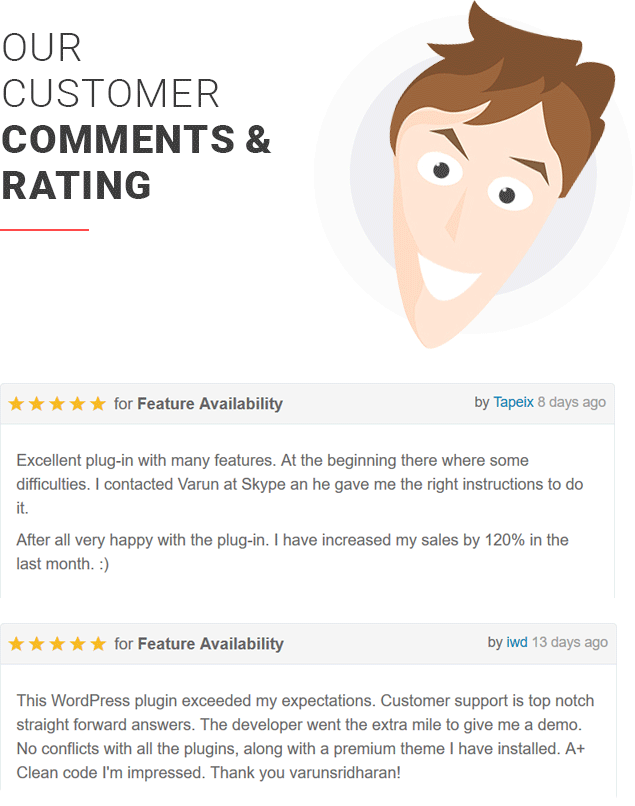 OUR
CUSTOMER
COMMENTS &
RATING
for Feature Availability by Tapeix 8 days ago
Excellent plug-in with many features. At the beginning there where some
difficulties. I contacted Varun at Skype an he gave me the right instructions to do
it.
After all very happy with the plug-in. I have increased my sales by 120% in the
last month. :)
for Feature Availability by iwd 13 days ago
This WordPress plugin exceeded my expectations. Customer support is top notch
straight forward answers. The developer went the extra mile to give me a demo.
No conflicts with all the plugins, along with a premium theme I have installed. A+
Clean code I'm impressed. Thank you varunsridharan!